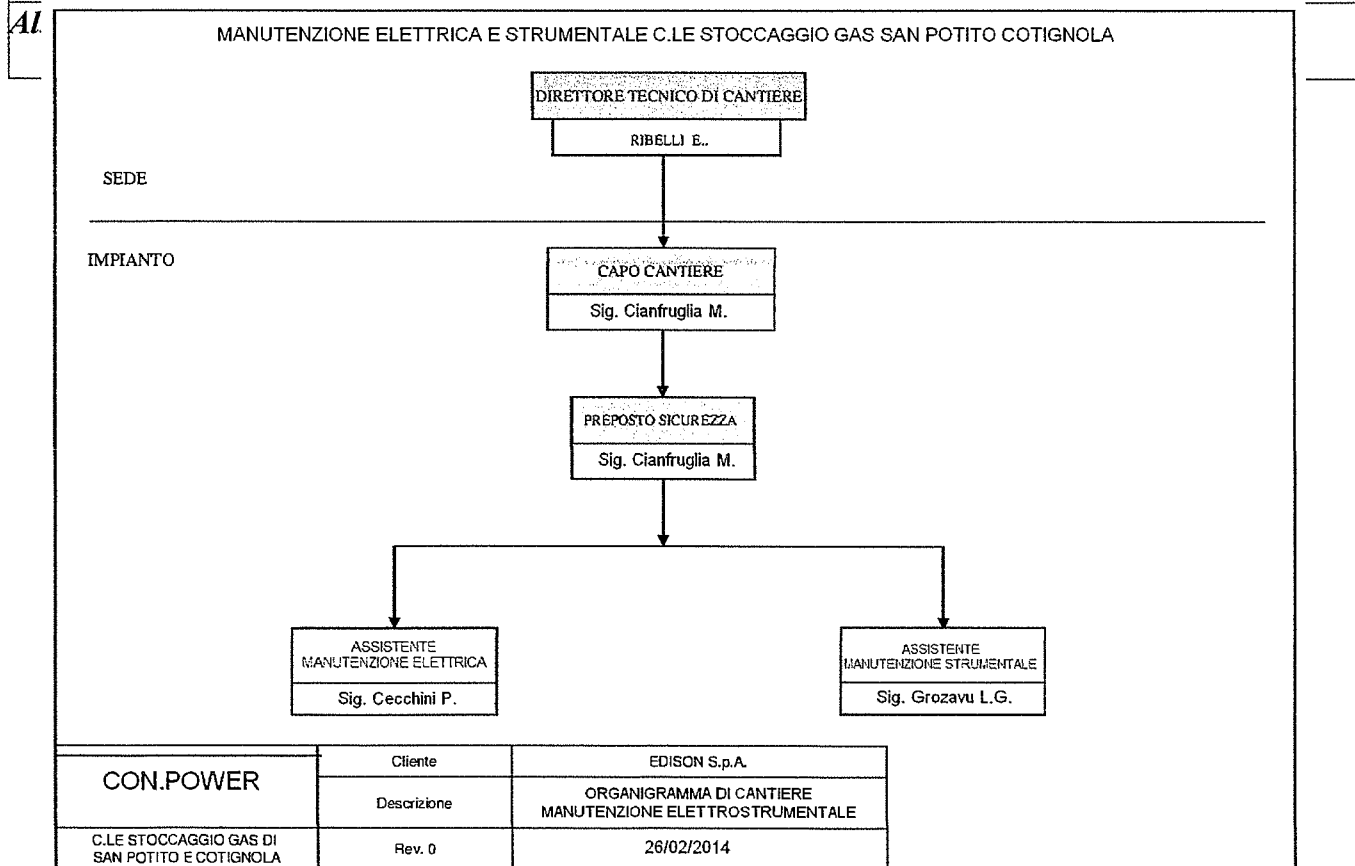 Al.
MANUTENZIONE ELETTRICA E STRUMENTALE C.LE STOCCAGGIO GAS SAN POTITO COTIGNOLA
DIRETTORE TECNICO DI CANTIERE
RIBELLI E..
SEDE
IMPIANTO
CAPO CANTIERE
Sig. Cianfruglia M.
PREPOSTO SICUREZZA
Sig. Cianfruglia M.
ASSISTENTE
MANUTENZIONE ELETTRICA
Sig. Cecchini P.
ASSISTENTE
MANUTENZIONE STRUMENTALE
Sig. Grozavu L.G.
CON.POWER
Cliente
EDISON S.p.A.
Descrizione
ORGANIGRAMMA DI CANTIERE
MANUTENZIONE ELETTROSTRUMENTALE
C.LE STOCCAGGIO GAS DI
SAN POTITO E COTIGNOLA
Rev. 0
26/02/2014